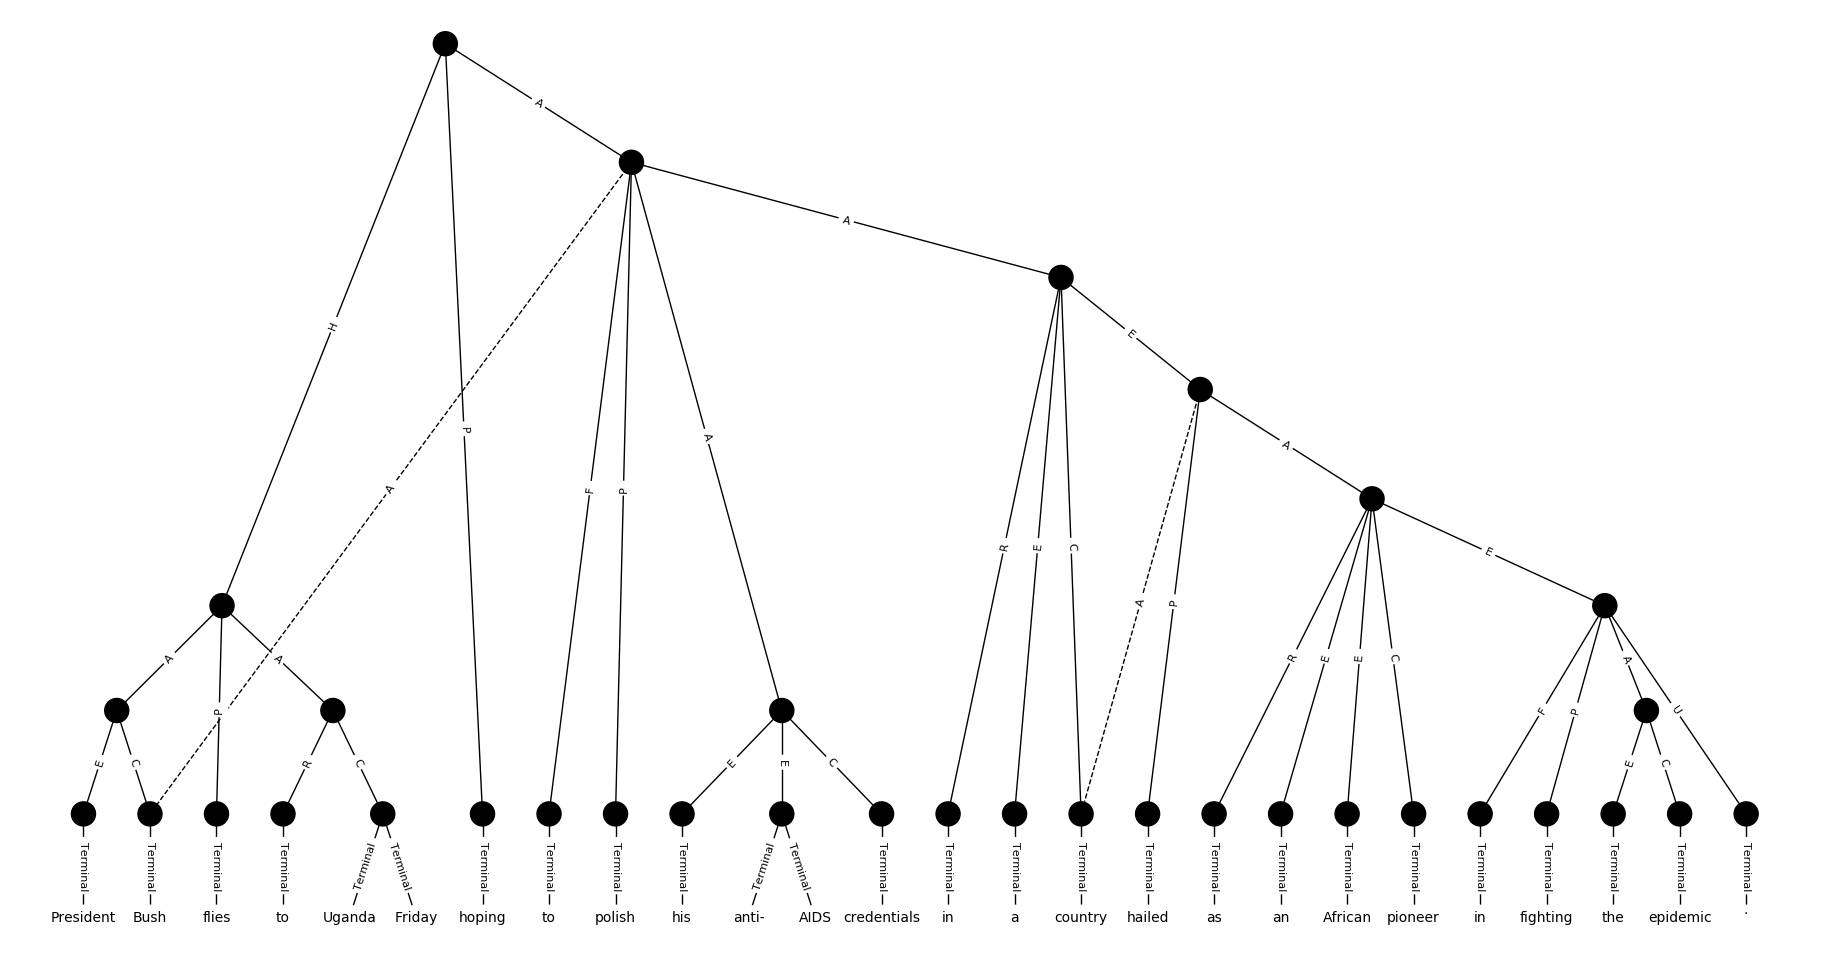 A
A
H
E
A
P
A
A
F
P
A
R
E
C
E
A
P
A
A
R
E
E
C
A
P
F
P
U
E
C
R
C
E
E
C
E
C
Terminal Terminal Terminal Terminal Terminal Terminal Terminal Terminal Terminal Terminal Terminal Terminal Terminal Terminal Terminal Terminal Terminal Terminal Terminal Terminal Terminal Terminal Terminal Terminal Terminal Terminal
President Bush flies to Uganda Friday hoping to polish his anti- AIDS credentials in a country hailed as an African pioneer in fighting the epidemic .